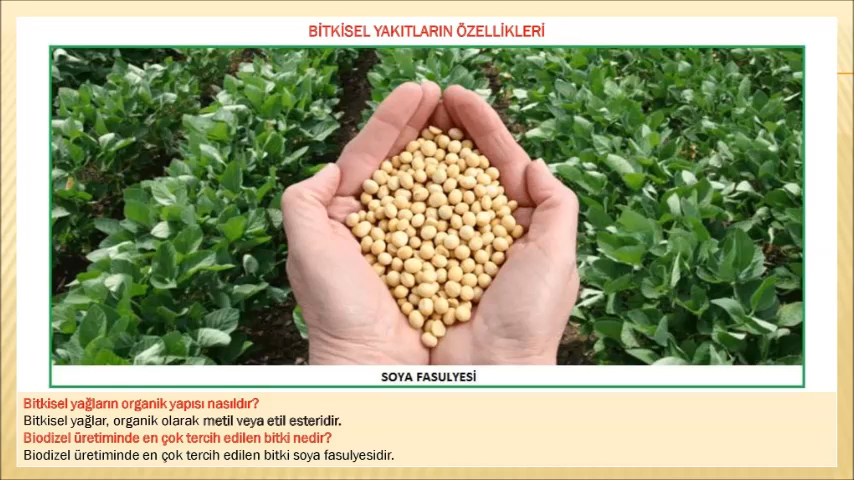 BİTKİSEL YAKITLARIN ÖZELLİKLERİ
SOYA FASULYESİ
Bitkisel yağların organik yapısı nasıldır?
Bitkisel yağlar, organik olarak metil veya etil esteridir.
Biodizel üretiminde en çok tercih edilen bitki nedir?
Biodizel üretiminde en çok tercih edilen bitki soya fasulyesidir.